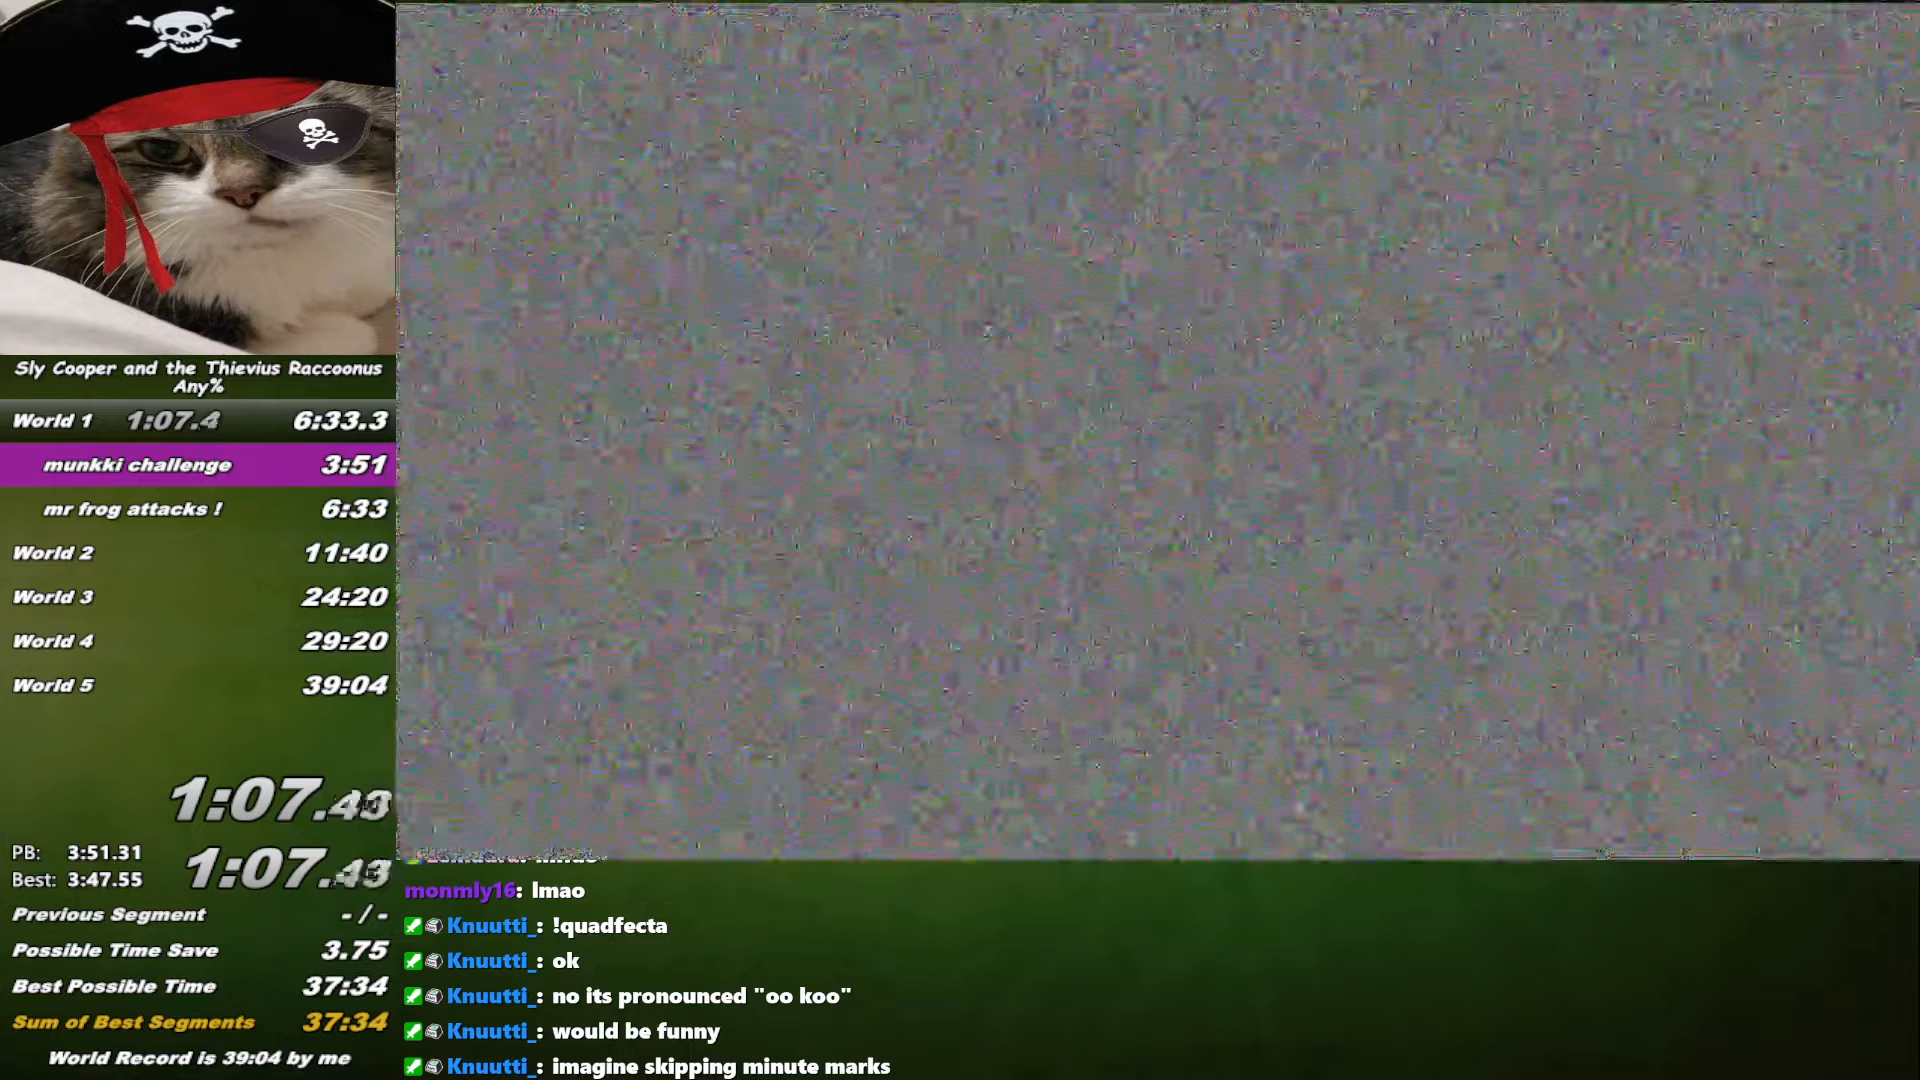 Sly Cooper and the Thievius Raccoonus
Any%
World 1 1:07.4 6:33.3
munkki challenge 3:51
mr frog attacks ! 6:33
World 2 11:40
World 3 24:20
World 4 29:20
World 5 39:04
1:07.43
PB: 3:51.31
Best: 3:47.55
1:07.43
Previous Segment - / -
Possible Time Save 3.75
Best Possible Time 37:34
Sum of Best Segments 37:34
World Record is 39:04 by me
monmly16: lmao
Knuutti_: !quadfecta
Knuutti_: ok
Knuutti_: no its pronounced "oo koo"
Knuutti_: would be funny
Knuutti_: imagine skipping minute marks